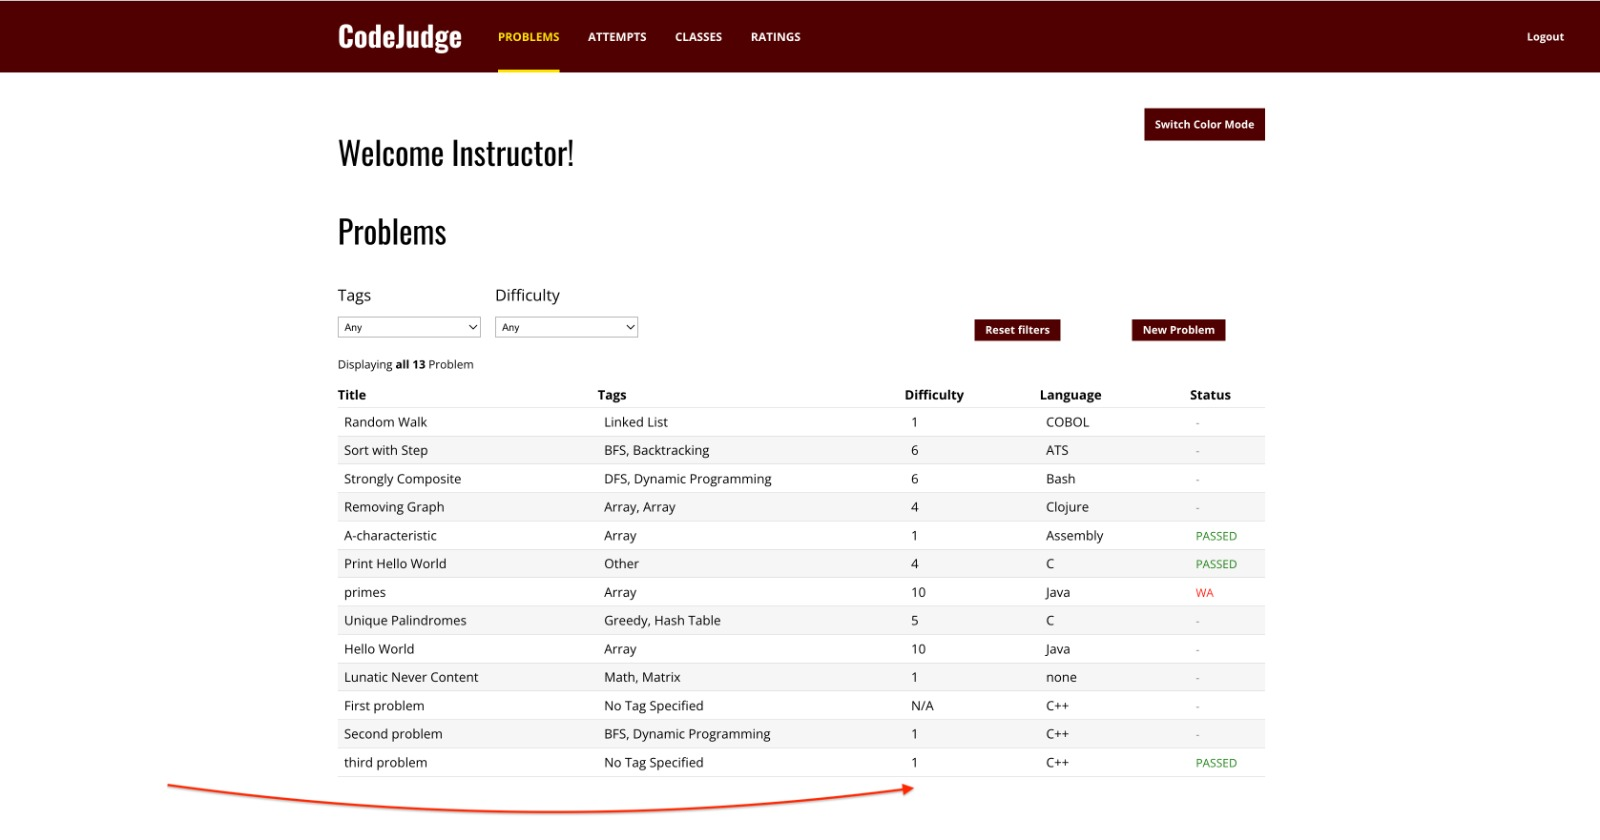 CodeJudge PROBLEMS ATTEMPTS CLASSES RATINGS Logout
Switch Color Mode
Welcome Instructor!
Problems
Tags Difficulty
Any Any Reset filters New Problem
Displaying all 13 Problem
Title Tags Difficulty Language Status
Random Walk Linked List 1 COBOL -
Sort with Step BFS, Backtracking 6 ATS -
Strongly Composite DFS, Dynamic Programming 6 Bash -
Removing Graph Array, Array 4 Clojure -
A-characteristic Array 1 Assembly PASSED
Print Hello World Other 4 C PASSED
primes Array 10 Java WA
Unique Palindromes Greedy, Hash Table 5 C -
Hello World Array 10 Java -
Lunatic Never Content Math, Matrix 1 none -
First problem No Tag Specified N/A C++ -
Second problem BFS, Dynamic Programming 1 C++ -
third problem No Tag Specified 1 C++ PASSED